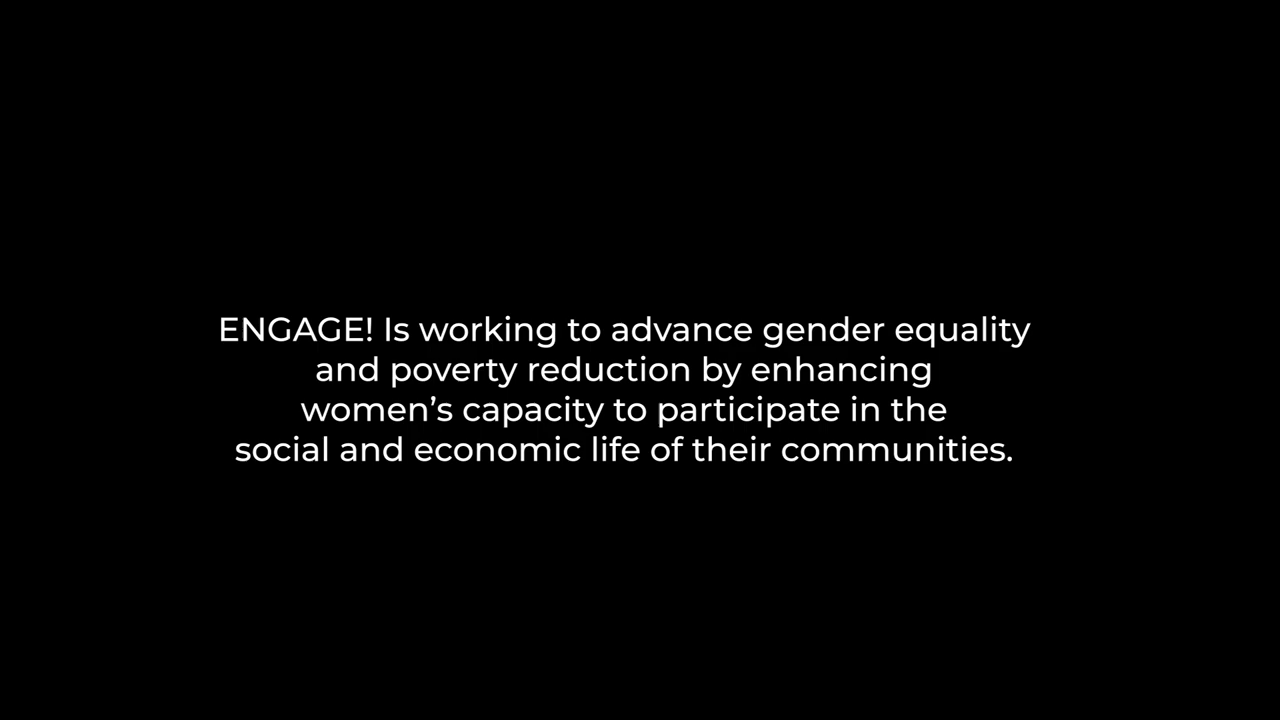 ENGAGE! Is working to advance gender equality
and poverty reduction by enhancing
women’s capacity to participate in the
social and economic life of their communities.